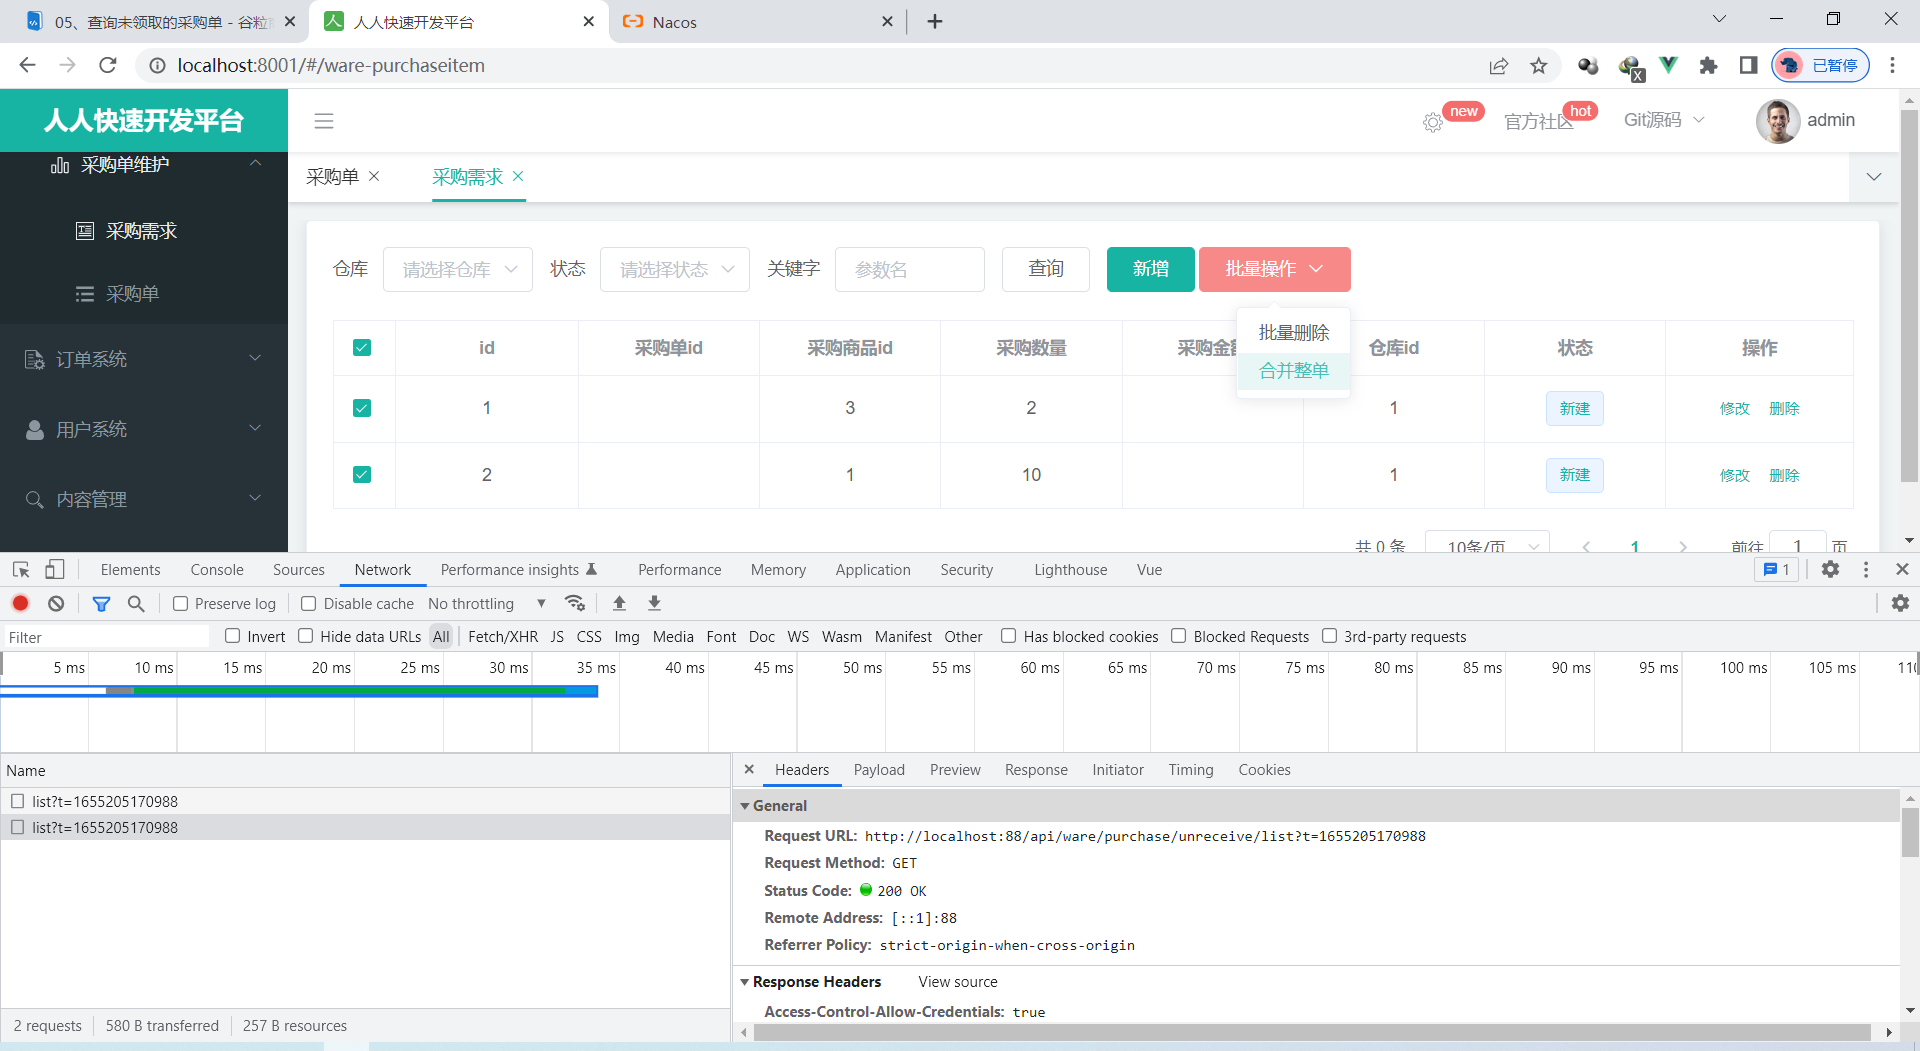 05、查询未领取的采购单 - 谷粒
人人快速开发平台
Nacos
localhost:8001/#/ware-purchaseitem
已暂停
人人快速开发平台
new
官方社区
hot
Git源码
admin
采购单维护
采购需求
采购单
订单系统
用户系统
内容管理
采购单
采购需求
仓库
请选择仓库
状态
请选择状态
关键字
参数名
查询
新增
批量操作
批量删除
合并整单
id
采购单id
采购商品id
采购数量
采购金
仓库id
状态
操作
1
3
2
1
新建
修改
删除
2
1
10
1
新建
修改
删除
共 0 条
10条/页
1
前往
1
页
Elements
Console
Sources
Network
Performance insights
Performance
Memory
Application
Security
Lighthouse
Vue
1
Preserve log
Disable cache
No throttling
Filter
Invert
Hide data URLs
All
Fetch/XHR
JS
CSS
Img
Media
Font
Doc
WS
Wasm
Manifest
Other
Has blocked cookies
Blocked Requests
3rd-party requests
5 ms
10 ms
15 ms
20 ms
25 ms
30 ms
35 ms
40 ms
45 ms
50 ms
55 ms
60 ms
65 ms
70 ms
75 ms
80 ms
85 ms
90 ms
95 ms
100 ms
105 ms
Name
list?t=1655205170988
list?t=1655205170988
2 requests
580 B transferred
257 B resources
Headers
Payload
Preview
Response
Initiator
Timing
Cookies
General
Request URL: http://localhost:88/api/ware/purchase/unreceive/list?t=1655205170988
Request Method: GET
Status Code: 200 OK
Remote Address: [::1]:88
Referrer Policy: strict-origin-when-cross-origin
Response Headers
View source
Access-Control-Allow-Credentials: true